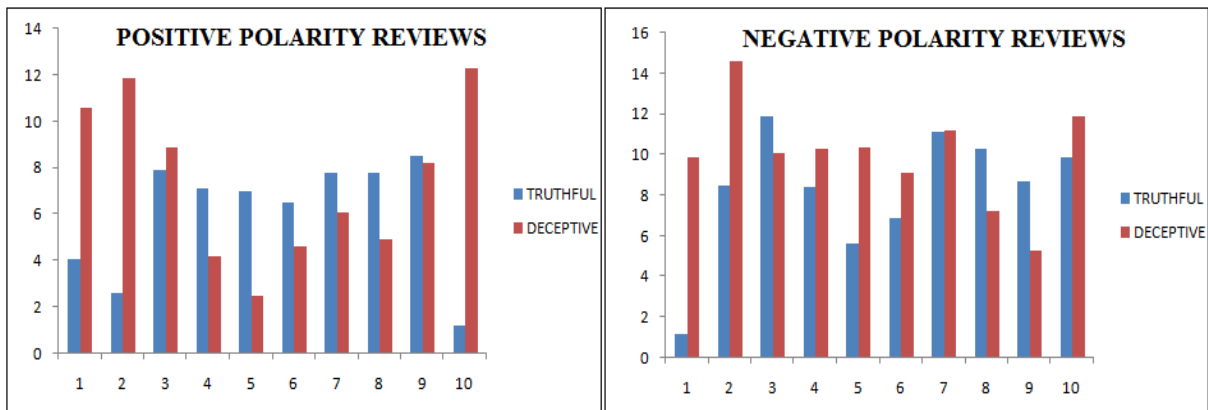 POSITIVE POLARITY REVIEWS
14
12
10
8
6
4
2
0
1 2 3 4 5 6 7 8 9 10
TRUTHFUL
DECEPTIVE
NEGATIVE POLARITY REVIEWS
16
14
12
10
8
6
4
2
0
1 2 3 4 5 6 7 8 9 10
TRUTHFUL
DECEPTIVE